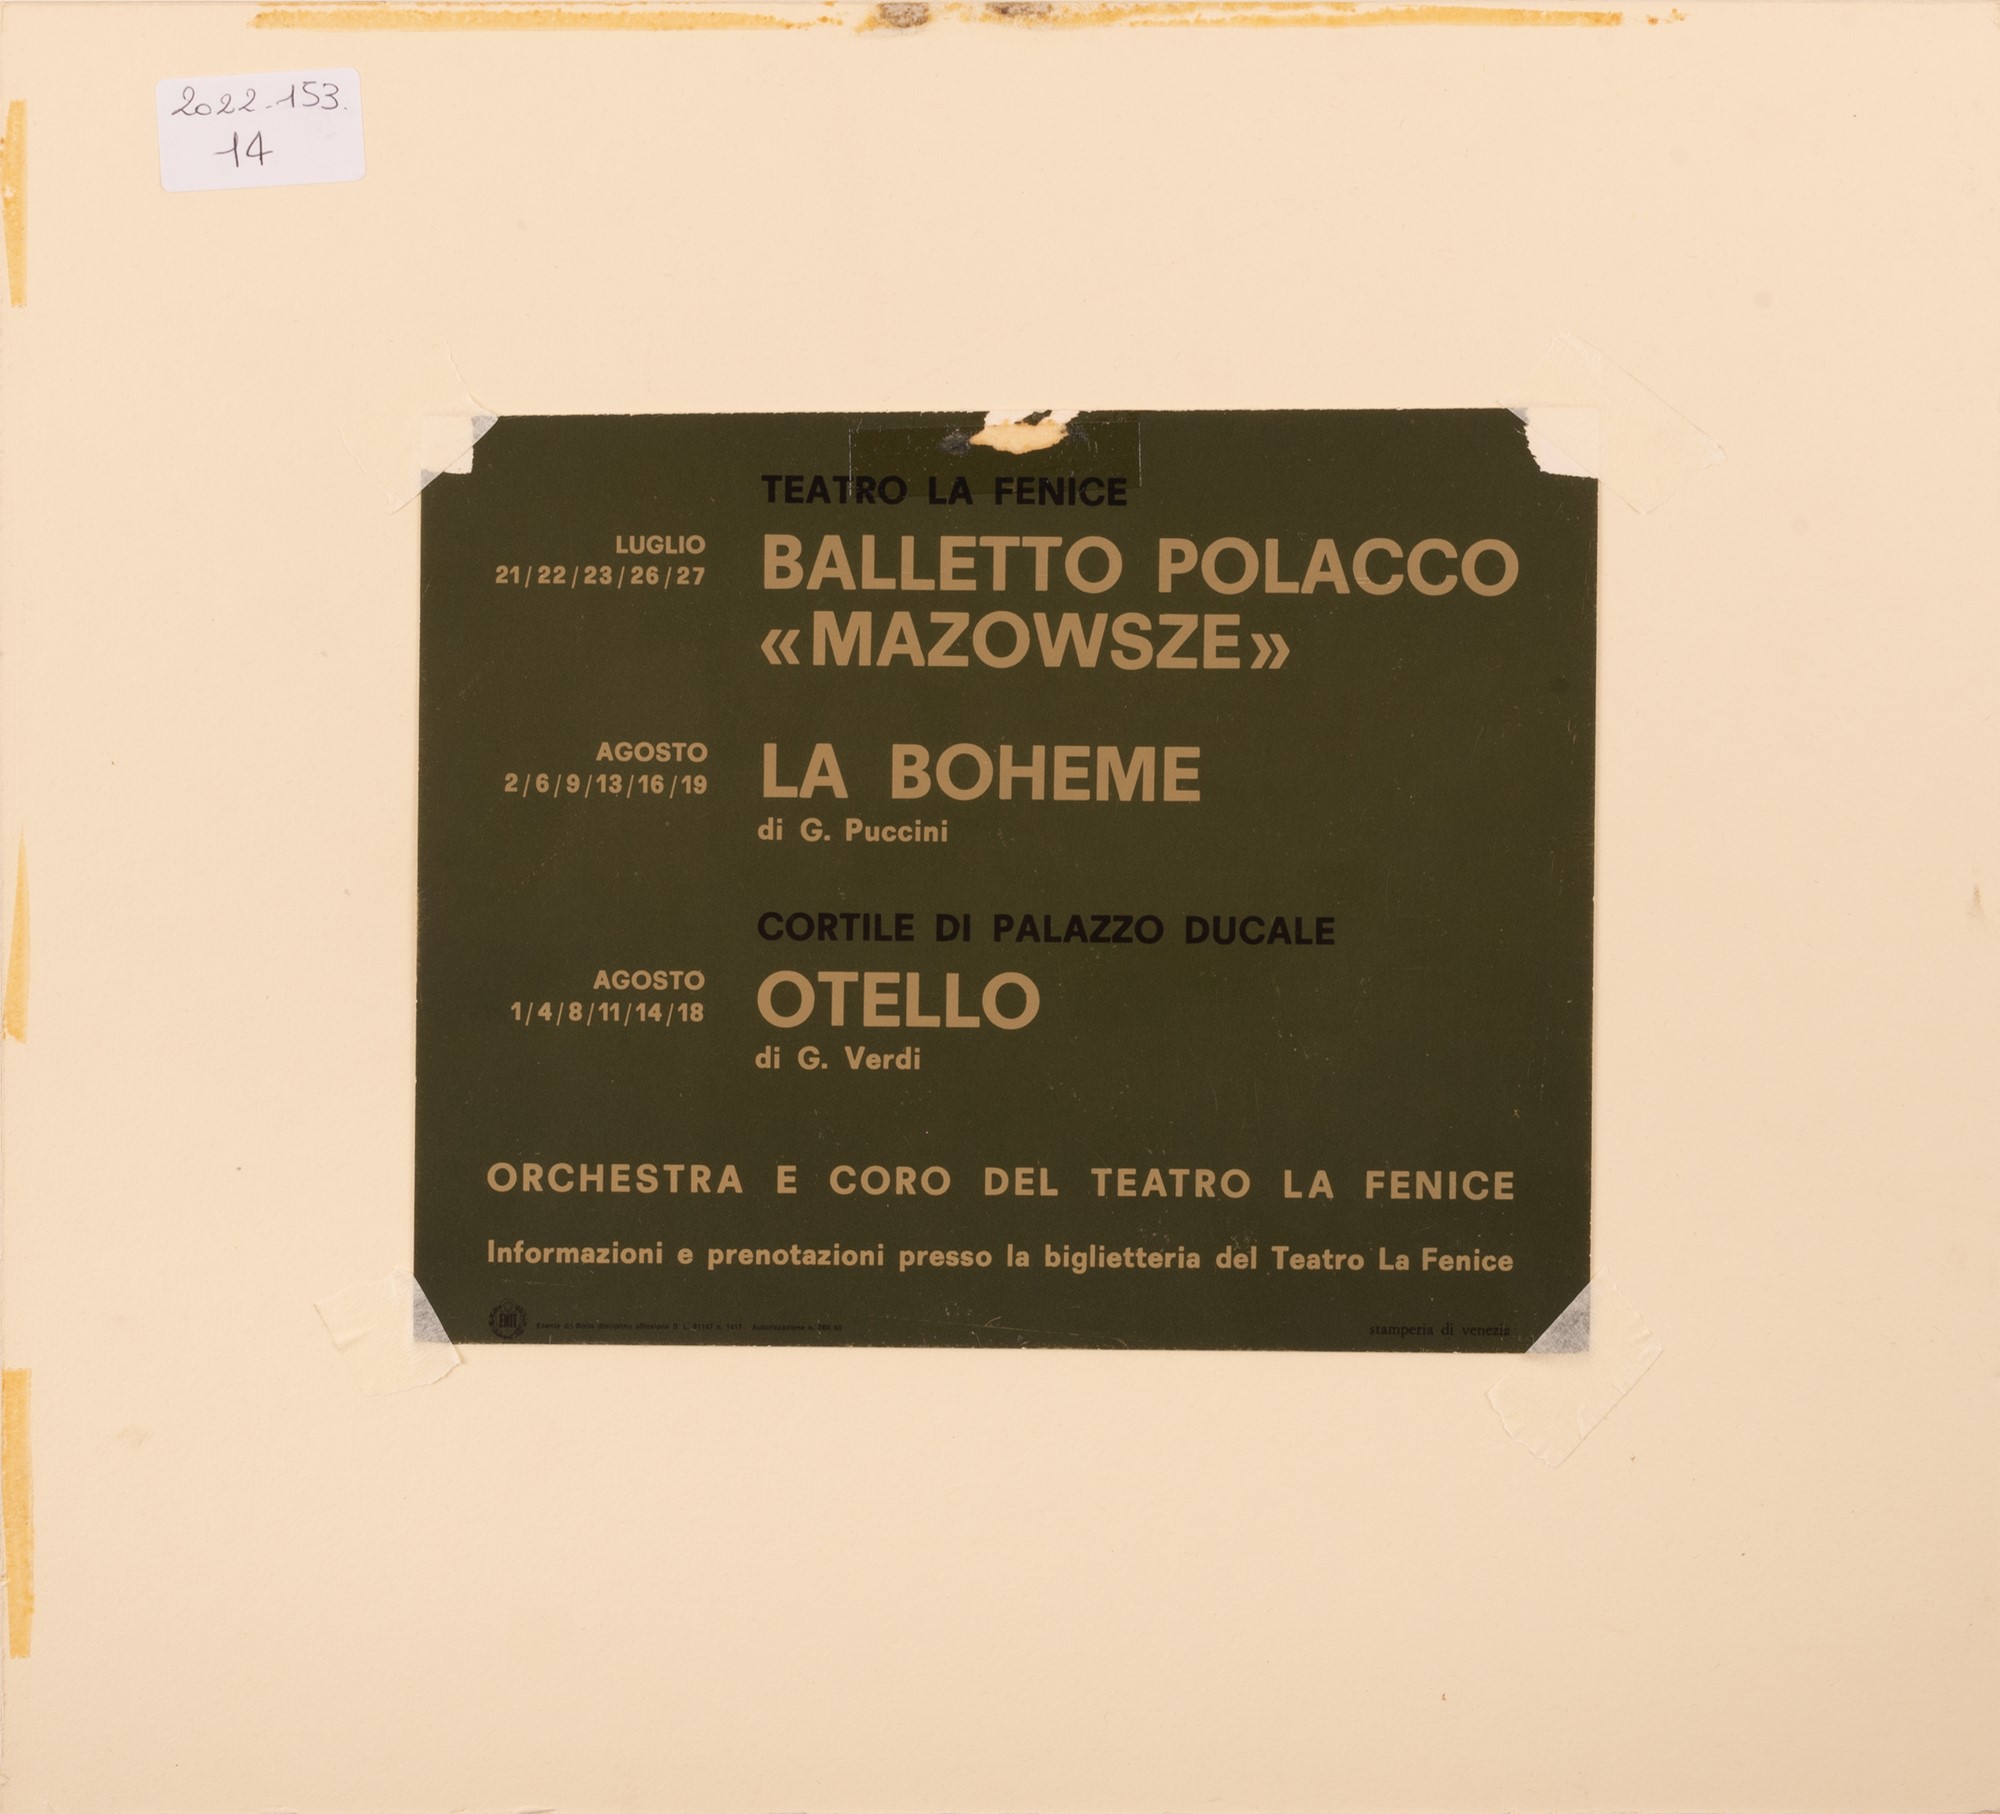 2022-153.
14
TEATRO LA FENICE
LUGLIO
21/22/23/26/27
BALLETTO POLACCO
«MAZOWSZE»
AGOSTO
2/6/9/13/16/19
LA BOHEME
di G. Puccini
CORTILE DI PALAZZO DUCALE
AGOSTO
1/4/8/11/14/18
OTELLO
di G. Verdi
ORCHESTRA E CORO DEL TEATRO LA FENICE
Informazioni e prenotazioni presso la biglietteria del Teatro La Fenice
stamperia di venezia